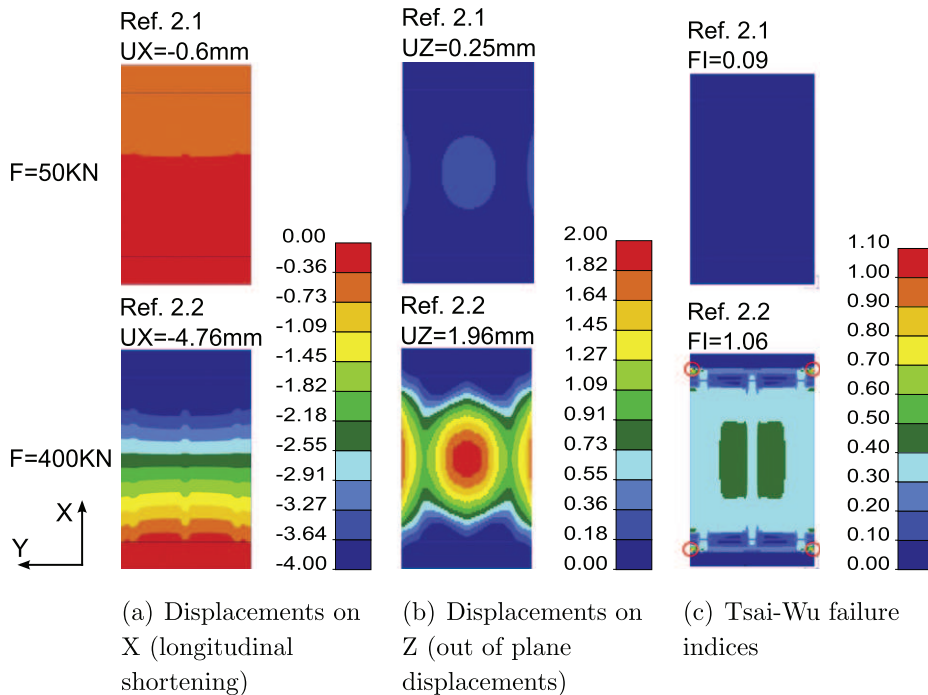 Ref. 2.1
UX=-0.6mm
Ref. 2.1
UZ=0.25mm
Ref. 2.1
FI=0.09
F=50KN
0.00
-0.36
-0.73
-1.09
-1.45
-1.82
-2.18
-2.55
-2.91
-3.27
-3.64
-4.00
2.00
1.82
1.64
1.45
1.27
1.09
0.91
0.73
0.55
0.36
0.18
0.00
1.10
1.00
0.90
0.80
0.70
0.60
0.50
0.40
0.30
0.20
0.10
0.00
Ref. 2.2
UX=-4.76mm
Ref. 2.2
UZ=1.96mm
Ref. 2.2
FI=1.06
F=400KN
X
Y
(a) Displacements on
X (longitudinal
shortening)
(b) Displacements on
Z (out of plane
displacements)
(c) Tsai-Wu failure
indices